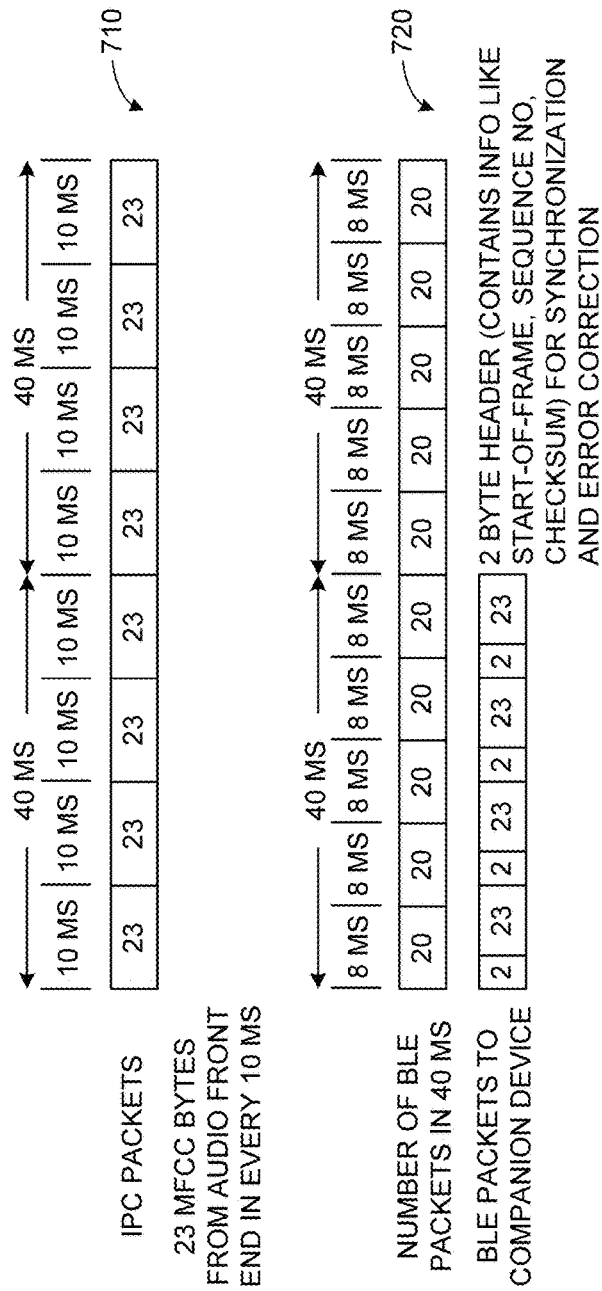 40 MS 40 MS
10 MS 10 MS 10 MS 10 MS 10 MS 10 MS 10 MS 10 MS
IPC PACKETS 23 23 23 23 23 23 23 23 710
23 MFCC BYTES
FROM AUDIO FRONT
END IN EVERY 10 MS
40 MS 40 MS
8 MS 8 MS 8 MS 8 MS 8 MS 8 MS 8 MS 8 MS 8 MS 8 MS
NUMBER OF BLE
PACKETS IN 40 MS
20 20 20 20 20 20 20 20 20 20 720
BLE PACKETS TO
COMPANION DEVICE
2 23 2 23 2 23 2 23
2 BYTE HEADER (CONTAINS INFO LIKE
START-OF-FRAME, SEQUENCE NO,
CHECKSUM) FOR SYNCHRONIZATION
AND ERROR CORRECTION